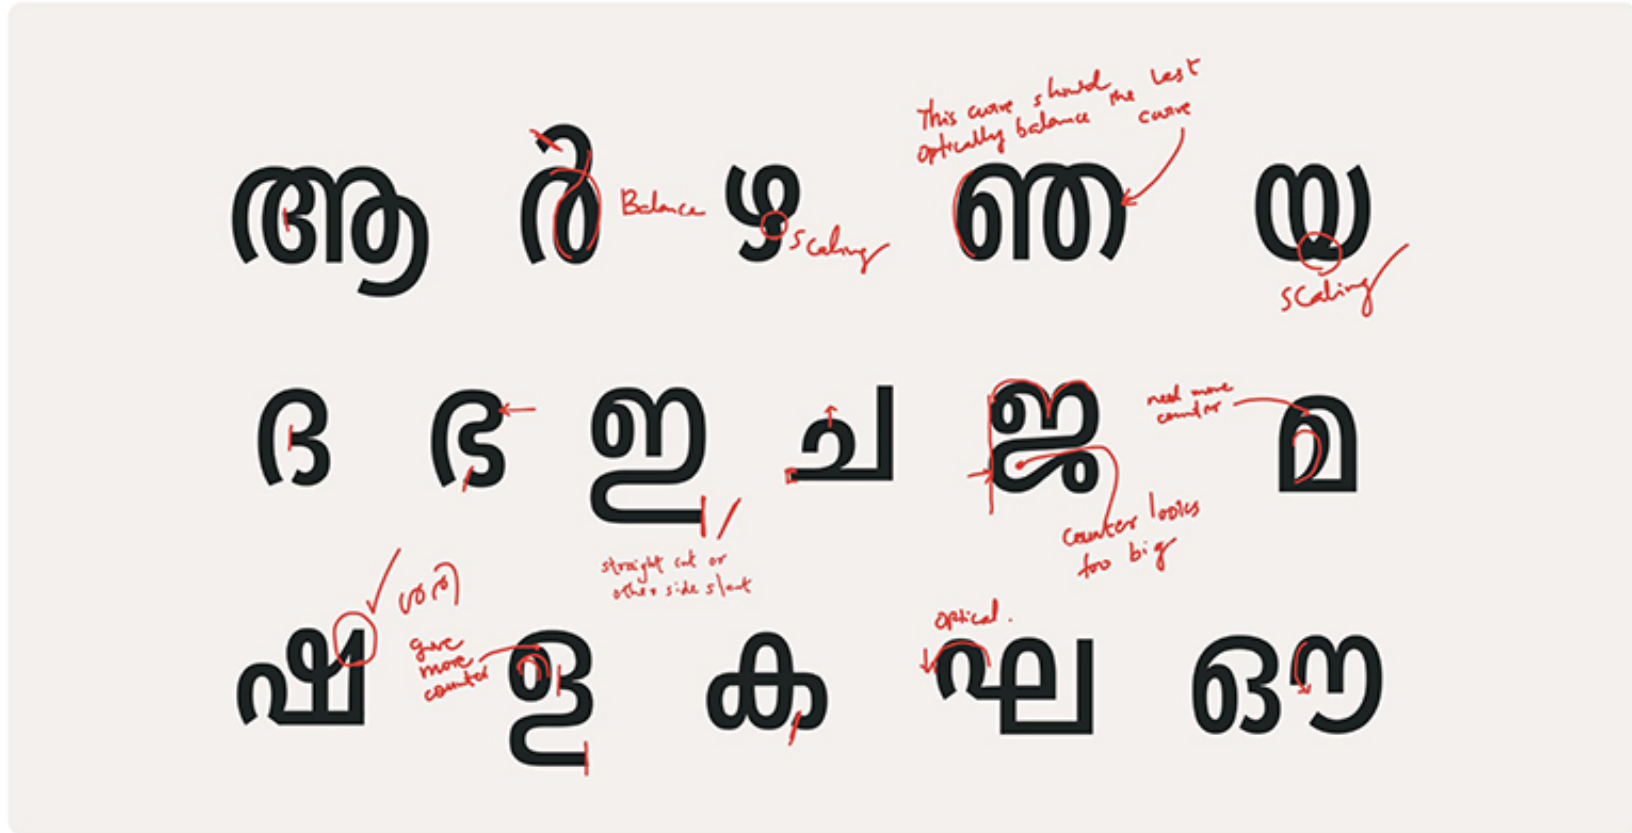 This curve should the last
optically balance curve
ആ ർ Balance ഴ scaling ഞ യ
scaling
ദ ഭ ഇ ച ജ മ
need more
counter
counter looks
too big
straight cut or
other side slant
ഷ ള ക ഘ ഔ
give
more
counter
optical.